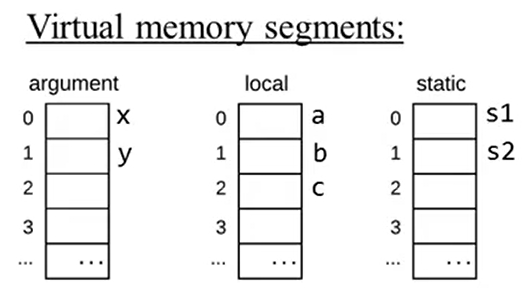 Virtual memory segments:
argument local static
0 x 0 a 0 s1
1 y 1 b 1 s2
2 2 c 2
3 3 3
... ... ... ... ... ...